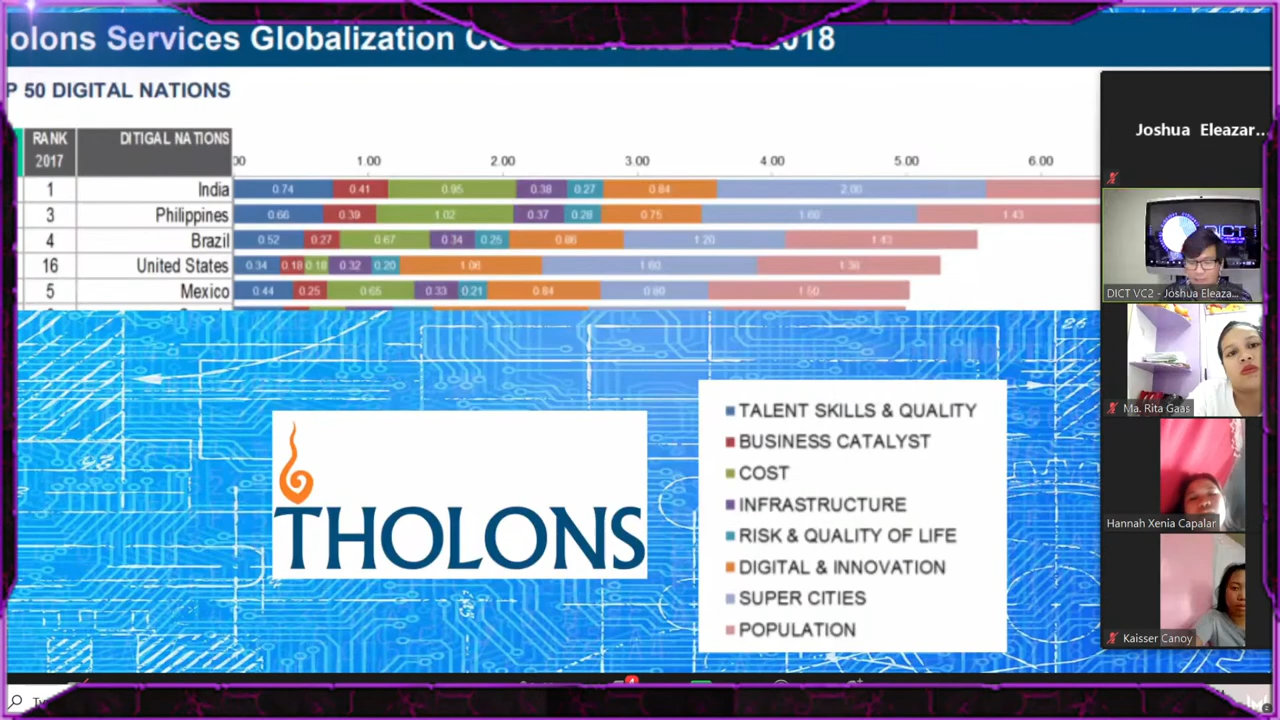 olons Services Globalization
2018
P 50 DIGITAL NATIONS
RANK 2017 DITIGAL NATIONS
00 1.00 2.00 3.00 4.00 5.00 6.00
1 India 0.74 0.41 0.95 0.38 0.27 0.84 2.00
3 Philippines 0.66 0.39 1.02 0.37 0.28 0.75 1.60 1.43
4 Brazil 0.52 0.27 0.67 0.34 0.25 0.86 1.20 1.43
16 United States 0.34 0.18 0.18 0.32 0.20 1.06 1.60 1.36
5 Mexico 0.44 0.25 0.65 0.33 0.21 0.84 0.80 1.50
THOLONS
TALENT SKILLS & QUALITY
BUSINESS CATALYST
COST
INFRASTRUCTURE
RISK & QUALITY OF LIFE
DIGITAL & INNOVATION
SUPER CITIES
POPULATION
Joshua Eleazar...
DICT
DICT VC2 - Joshua Eleaza...
Ma. Rita Gaas
Hannah Xenia Capalar
Kaisser Canoy